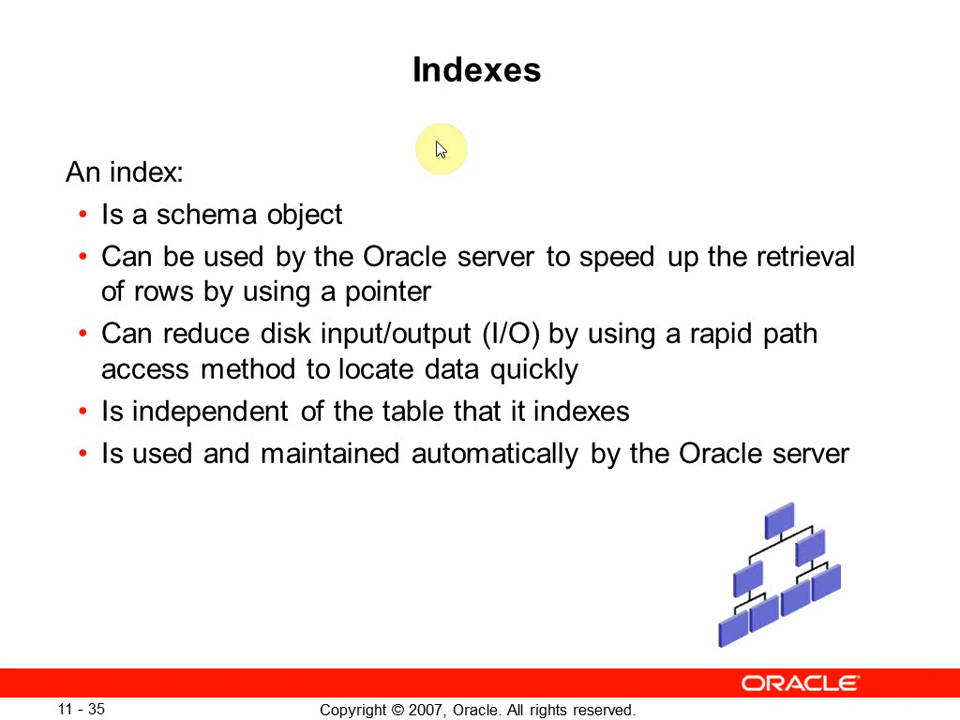 Indexes
An index:
• Is a schema object
• Can be used by the Oracle server to speed up the retrieval
of rows by using a pointer
• Can reduce disk input/output (I/O) by using a rapid path
access method to locate data quickly
• Is independent of the table that it indexes
• Is used and maintained automatically by the Oracle server
ORACLE
11 - 35
Copyright © 2007, Oracle. All rights reserved.